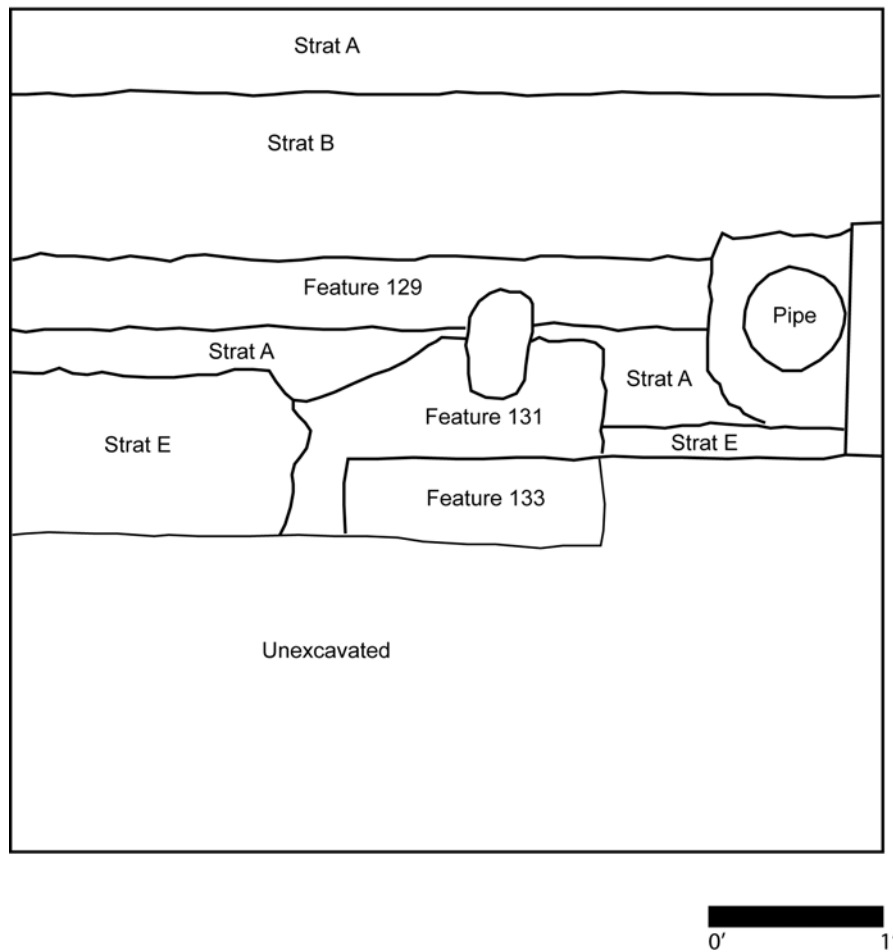 Strat A
Strat B
Feature 129
Pipe
Strat A
Strat A
Feature 131
Strat E
Strat E
Feature 133
Unexcavated
0'